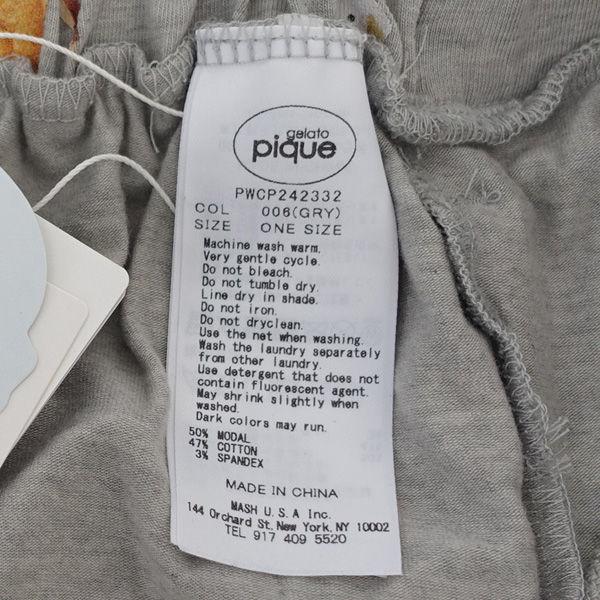 gelato
pique
PWCP242332
COL 006(GRY)
SIZE ONE SIZE
Machine wash warm.
Very gentle cycle.
Do not bleach.
Do not tumble dry.
Line dry in shade.
Do not iron.
Do not dryclean.
Use the net when washing.
Wash the laundry separately
from other laundry.
Use detergent that does not
contain fluorescent agent.
May shrink slightly when
washed.
Dark colors may run.
50% MODAL
47% COTTON
3% SPANDEX
MADE IN CHINA
MASH U.S.A Inc.
144 Orchard St. New York, NY 10002
TEL 917 409 5520